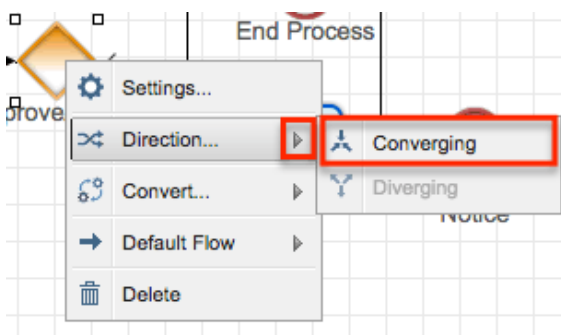 End Process
Settings...
prove
Direction...
Converging
Convert...
Diverging
Notice
Default Flow
Delete